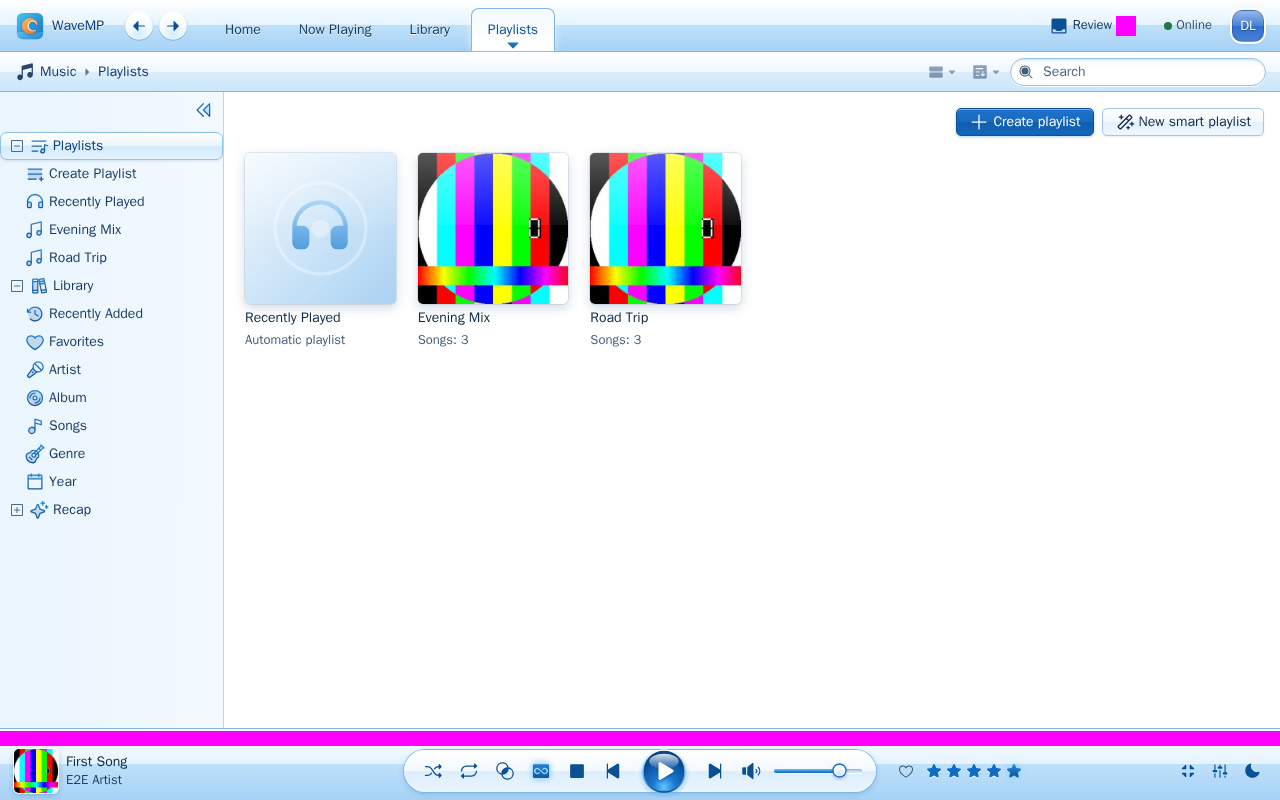 WaveMP
Home
Now Playing
Library
Playlists
Review
Online
DL
Music
Playlists
Search
Create playlist
New smart playlist
Playlists
Create Playlist
Recently Played
Evening Mix
Road Trip
Library
Recently Added
Favorites
Artist
Album
Songs
Genre
Year
Recap
Recently Played
Automatic playlist
Evening Mix
Songs: 3
Road Trip
Songs: 3
First Song
E2E Artist